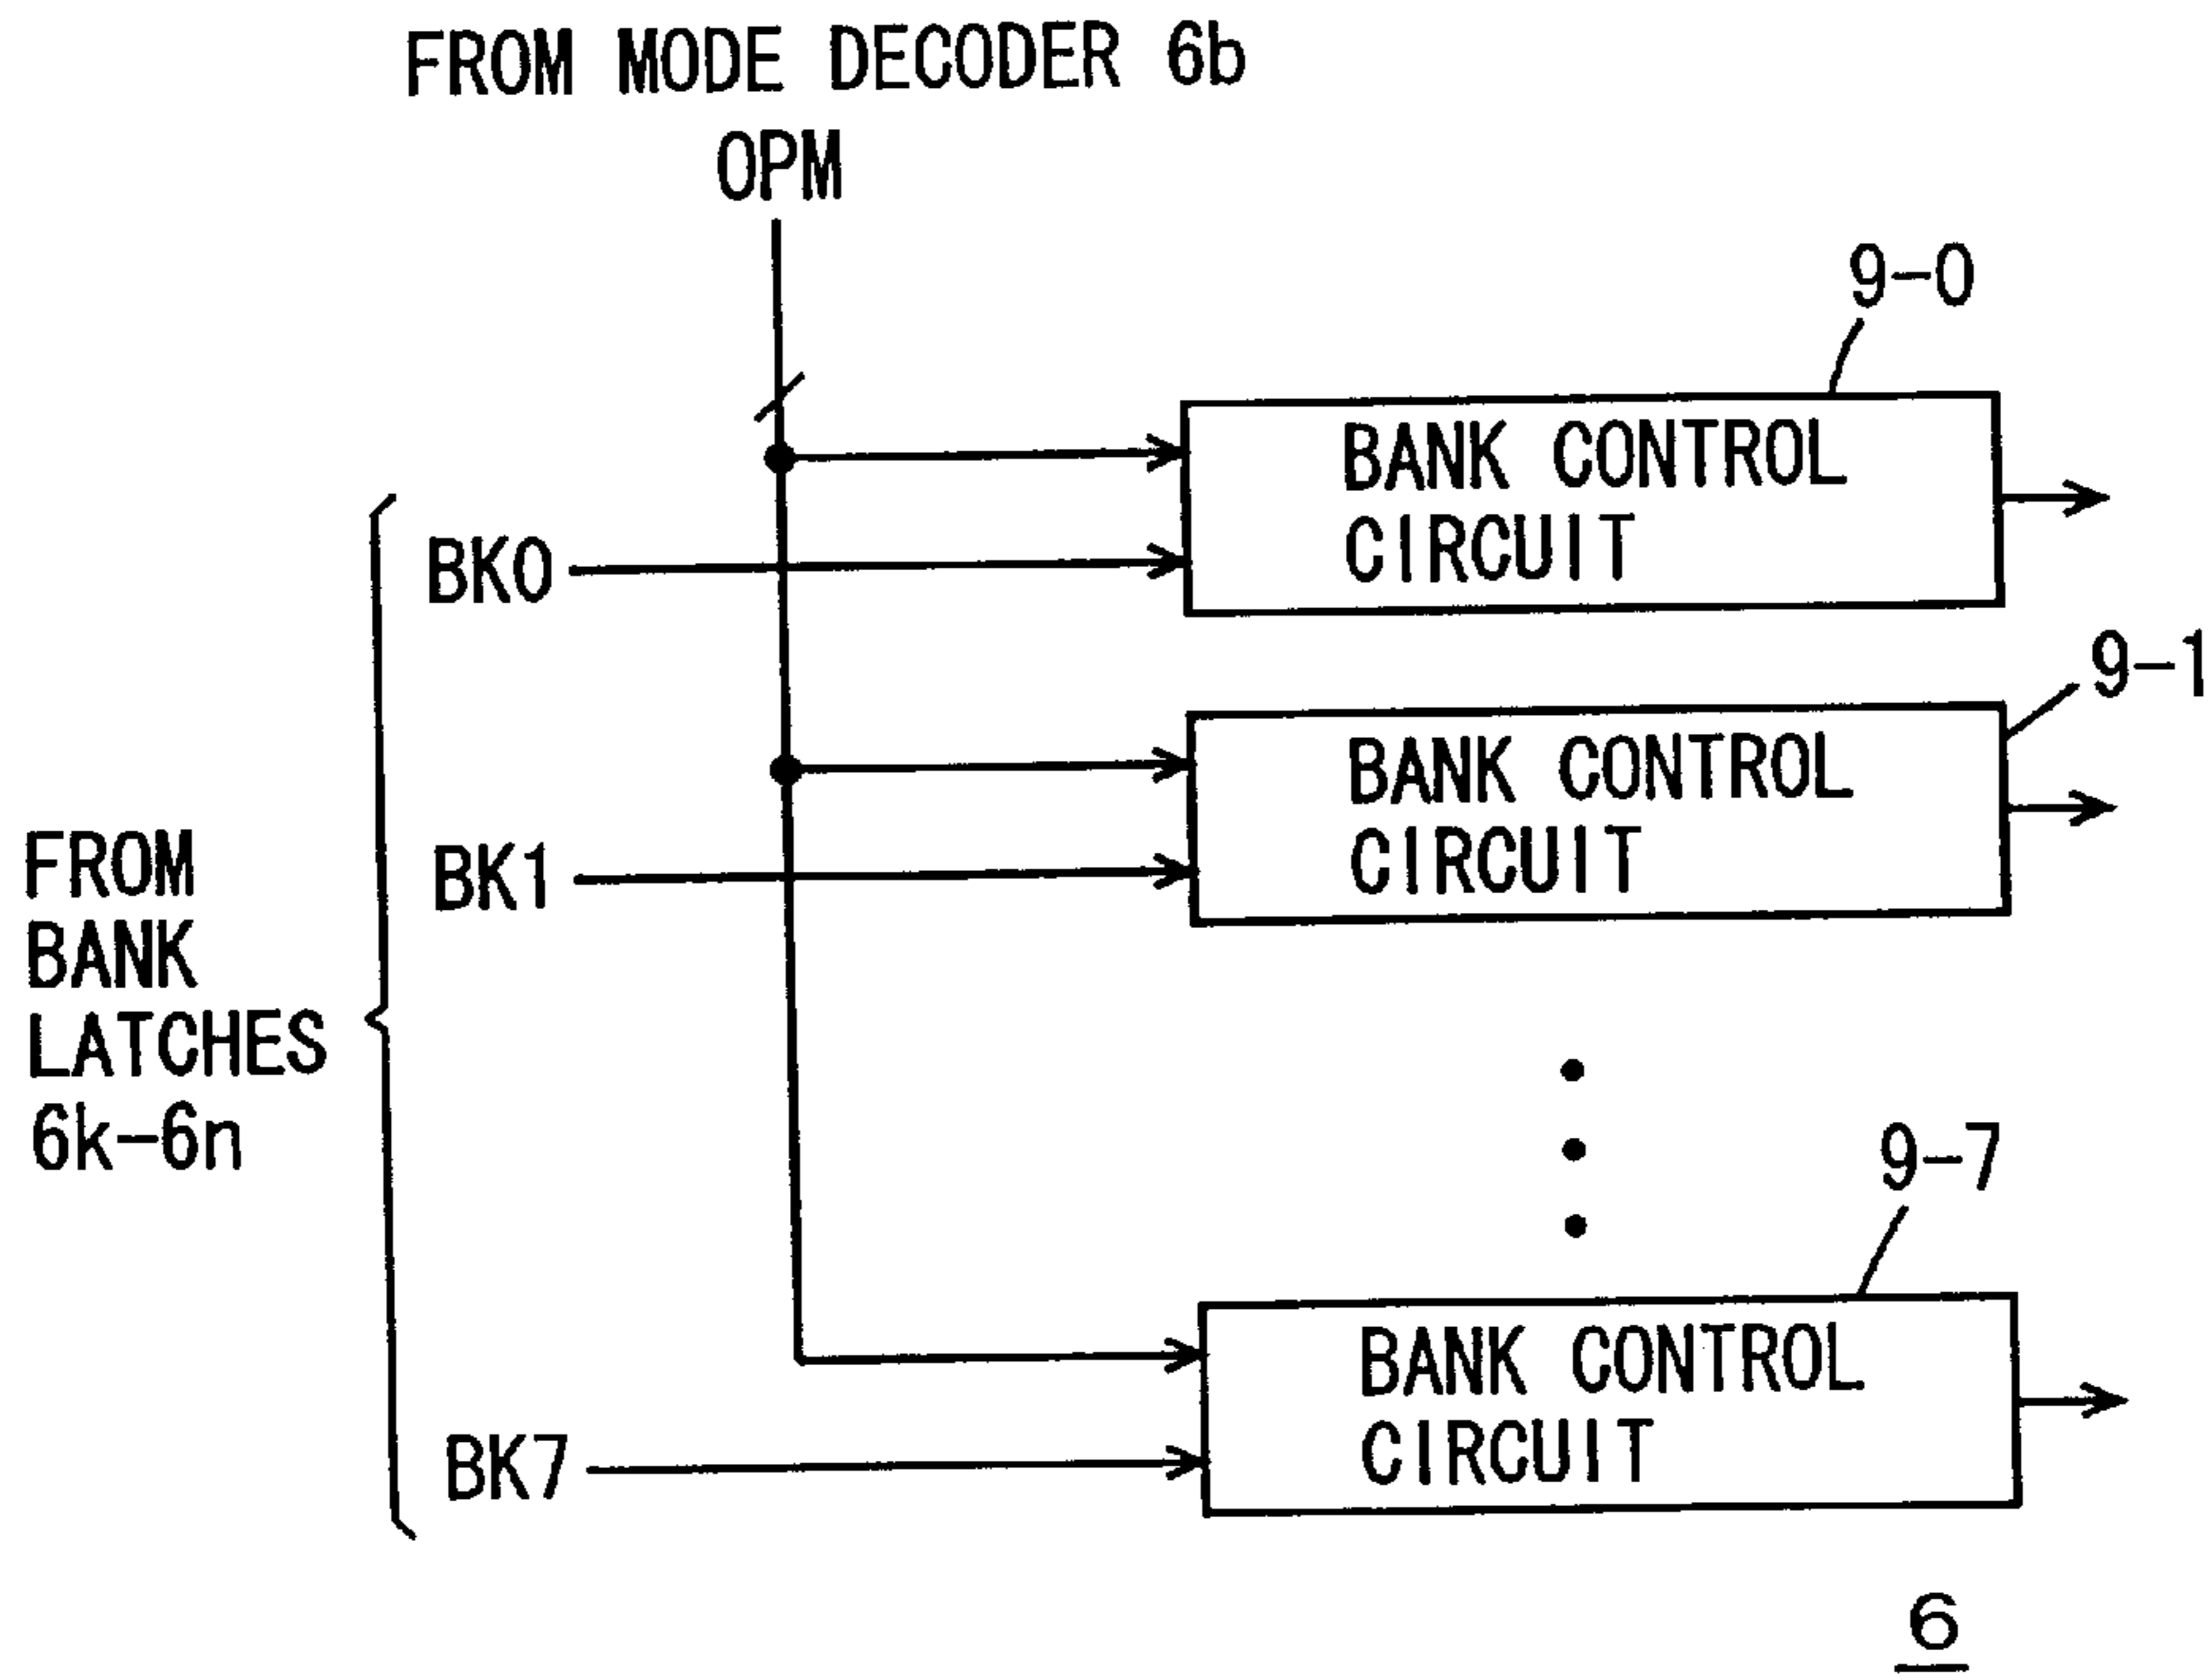 FROM MODE DECODER 6b
OPM
9-0
BANK CONTROL
CIRCUIT
BK0
9-1
BANK CONTROL
CIRCUIT
BK1
FROM
BANK
LATCHES
6k-6n
9-7
BANK CONTROL
CIRCUIT
BK7
6